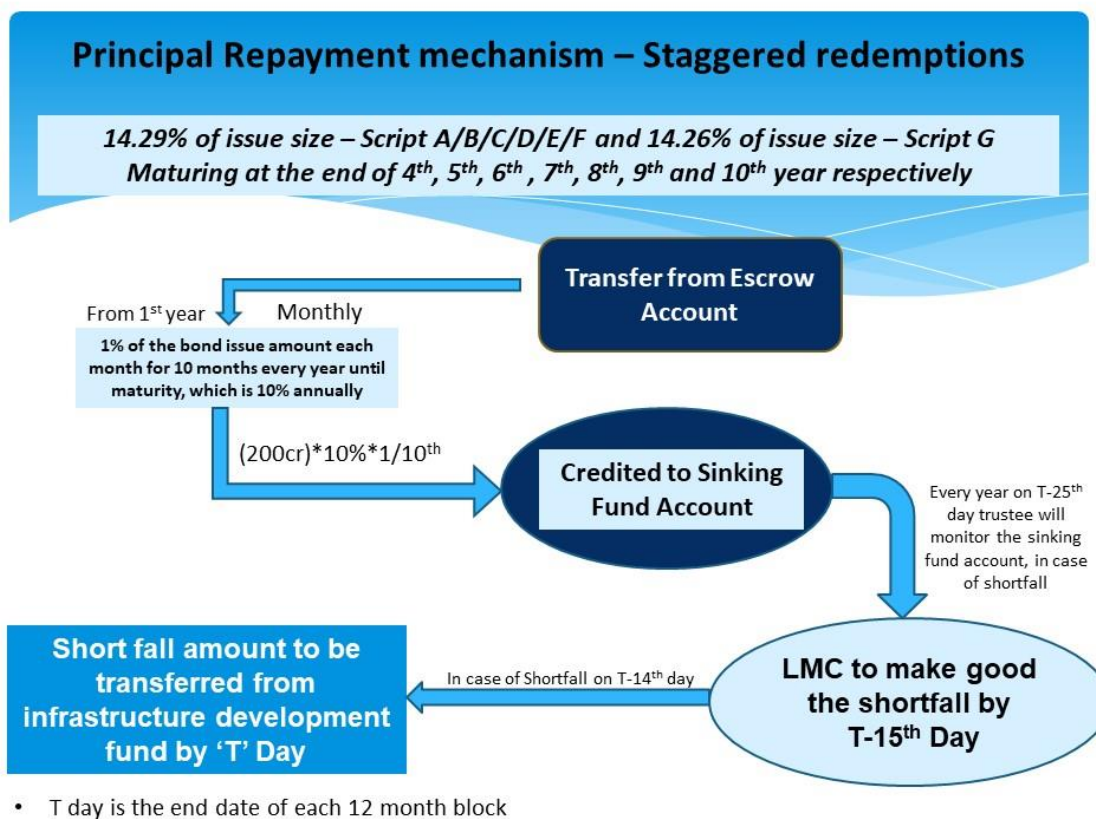 Principal Repayment mechanism – Staggered redemptions
14.29% of issue size – Script A/B/C/D/E/F and 14.26% of issue size – Script G
Maturing at the end of 4th, 5th, 6th , 7th, 8th, 9th and 10th year respectively
Transfer from Escrow
Account
From 1st year
Monthly
1% of the bond issue amount each
month for 10 months every year until
maturity, which is 10% annually
(200cr)*10%*1/10th
Credited to Sinking
Fund Account
Every year on T-25th
day trustee will
monitor the sinking
fund account, in case
of shortfall
LMC to make good
the shortfall by
T-15th Day
In case of Shortfall on T-14th day
Short fall amount to be
transferred from
infrastructure development
fund by ‘T’ Day
• T day is the end date of each 12 month block